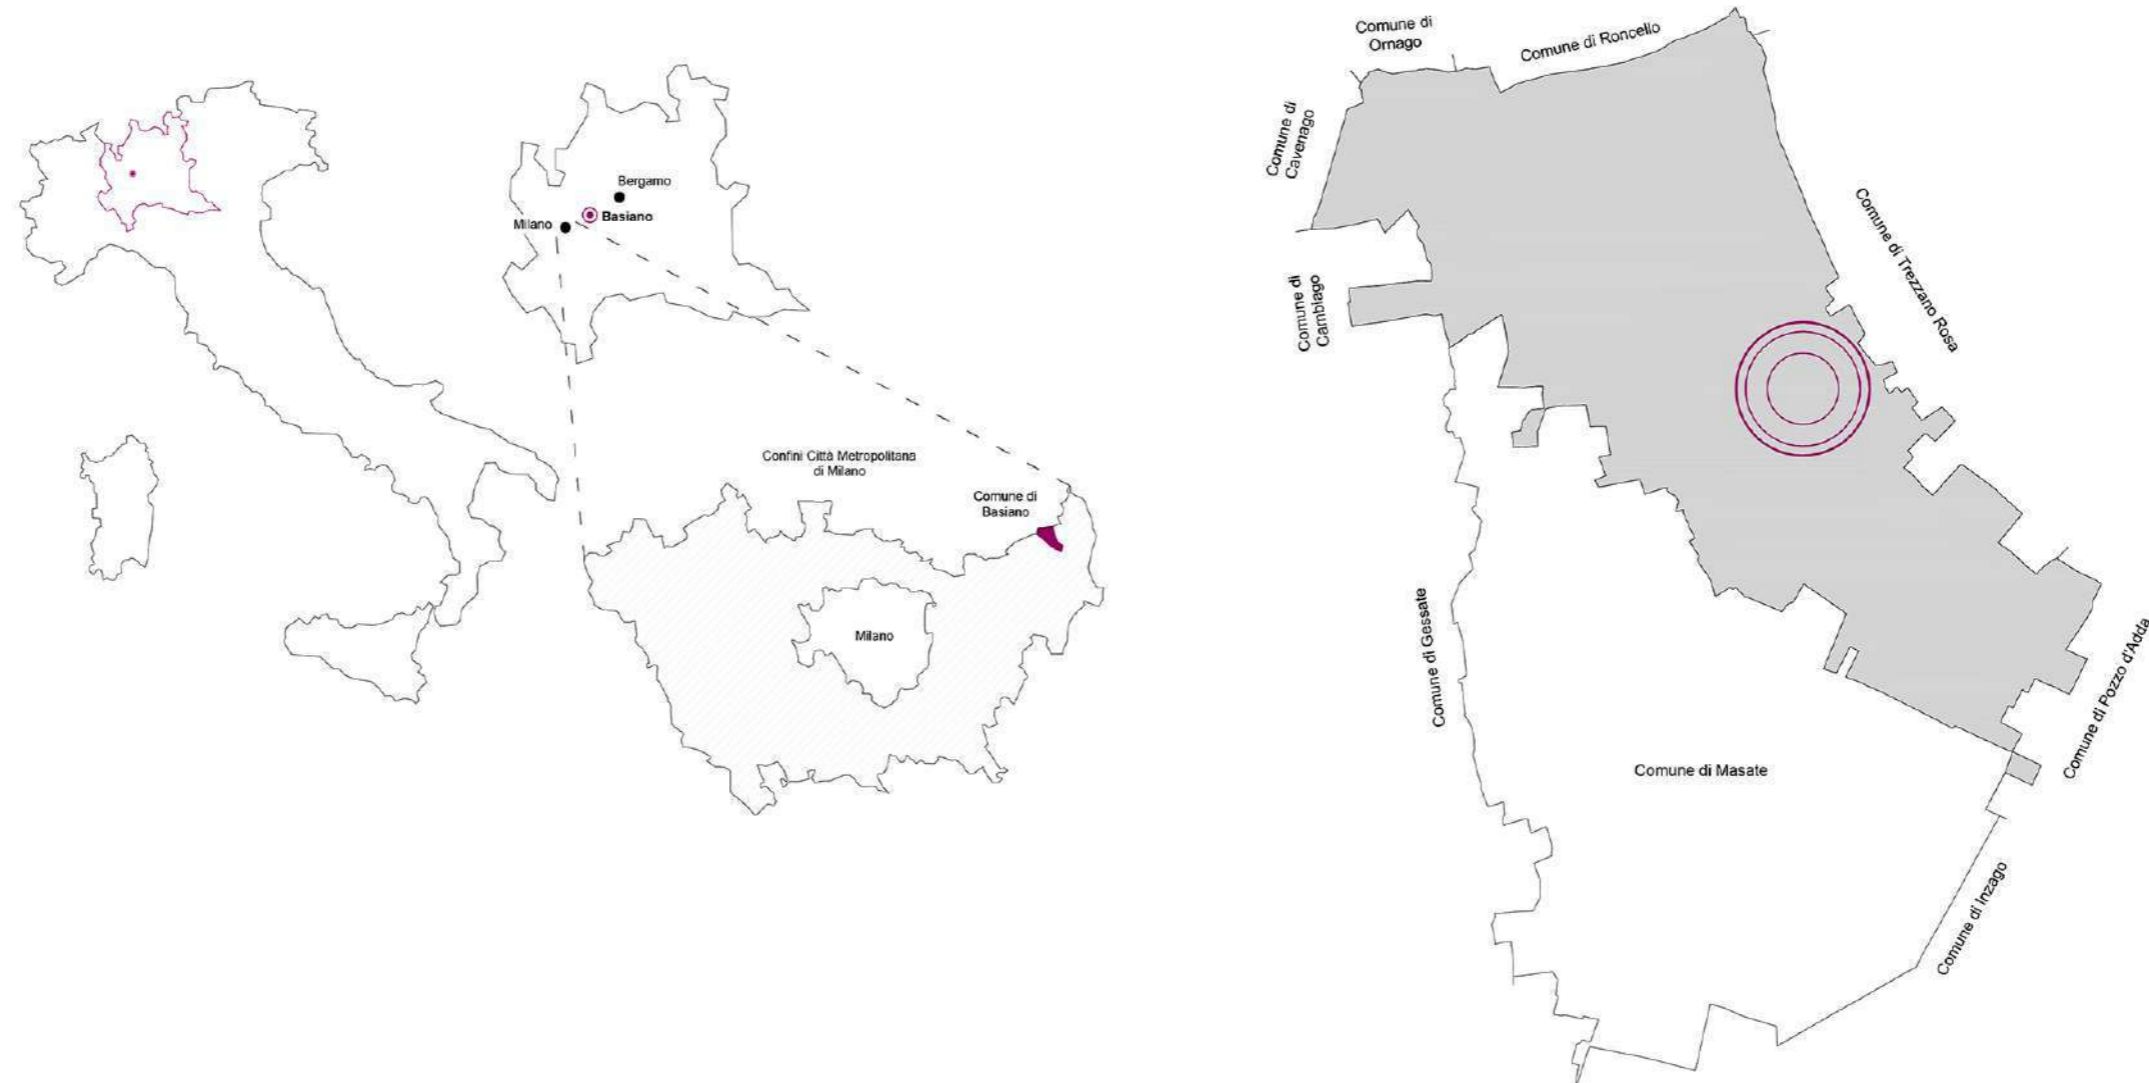 Bergamo
Basiano
Milano
Confini Città Metropolitana
di Milano
Comune di
Basiano
Milano
Comune di
Ornago
Comune di Roncello
Comune di
Cavenago
Comune di Trezzano Rosa
Comune di
Cambiago
Comune di Gessate
Comune di Pozzo d'Adda
Comune di Masate
Comune di Inzago